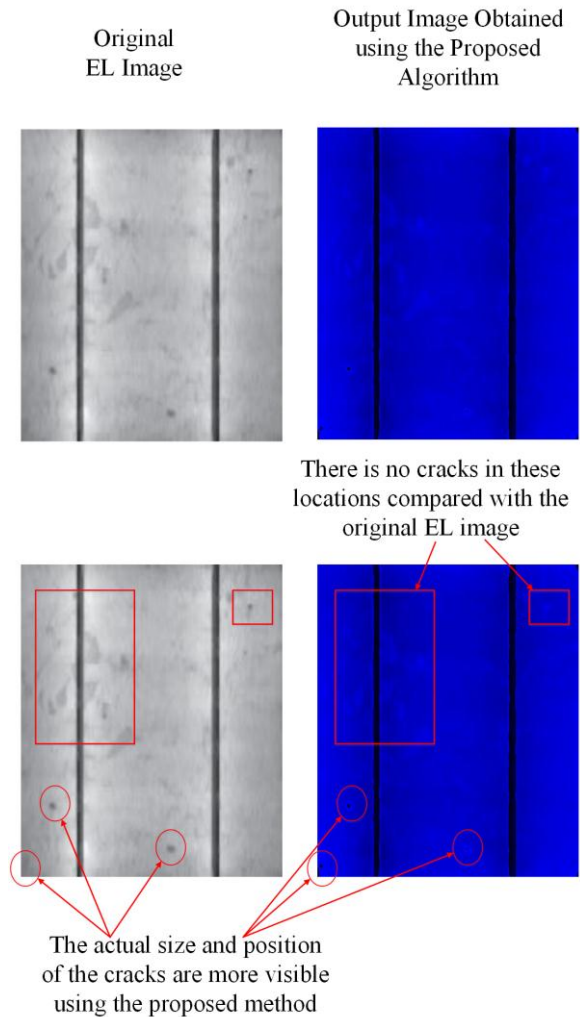 Original
EL Image
Output Image Obtained
using the Proposed
Algorithm
There is no cracks in these
locations compared with the
original EL image
The actual size and position
of the cracks are more visible
using the proposed method